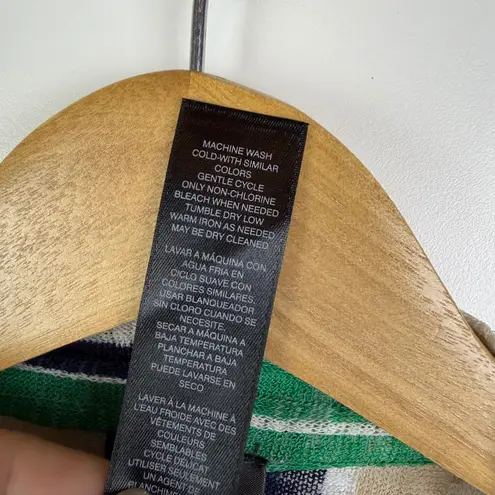 MACHINE WASH
COLD-WITH SIMILAR
COLORS
GENTLE CYCLE
ONLY NON-CHLORINE
BLEACH WHEN NEEDED
TUMBLE DRY LOW
WARM IRON AS NEEDED
MAY BE DRY CLEANED
LAVAR A MÁQUINA CON
AGUA FRIA EN
CICLO SUAVE CON
COLORES SIMILARES.
USAR BLANQUEADOR
SIN CLORO CUANDO SE
NECESITE.
SECAR A MÁQUINA A
BAJA TEMPERATURA
PLANCHAR A BAJA
TEMPERATURA
PUEDE LAVARSE EN
SECO
LAVER À LA MACHINE À
L'EAU FROIDE AVEC DES
VÊTEMENTS DE
COULEURS
SEMBLABLES
CYCLE DÉLICAT
UTILISER SEULEMENT
UN AGENT DE